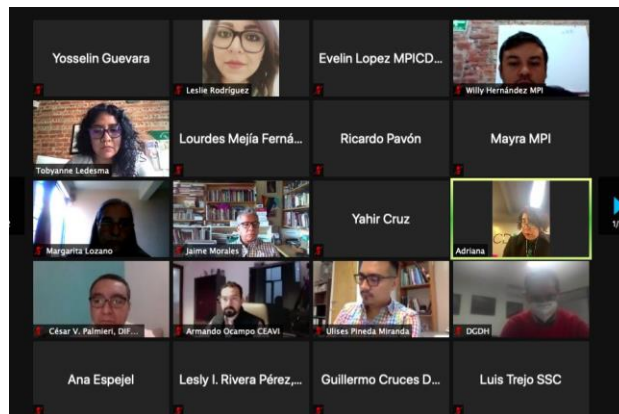 Yosselin Guevara
Leslie Rodríguez
Evelin Lopez MPICD...
Willy Hernández MPI
Tobyanne Ledesma
Lourdes Mejía Ferná...
Ricardo Pavón
Mayra MPI
Margarita Lozano
Jaime Morales
Yahir Cruz
Adriana
César V. Palmieri, DIF...
Armando Ocampo CEAVI
Ulises Pineda Miranda
DGDH
Ana Espejel
Lesly I. Rivera Pérez,...
Guillermo Cruces D...
Luis Trejo SSC